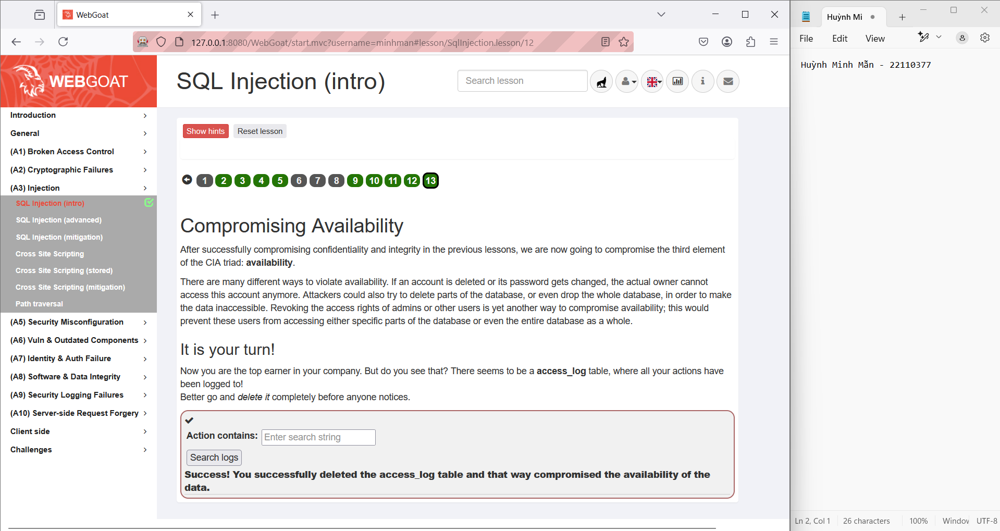 WebGoat
127.0.0.1:8080/WebGoat/start.mvc?username=minhman#lesson/SqlInjection.lesson/12
WEBGOAT
SQL Injection (intro)
Search lesson
Introduction
General
(A1) Broken Access Control
(A2) Cryptographic Failures
(A3) Injection
SQL Injection (intro)
SQL Injection (advanced)
SQL Injection (mitigation)
Cross Site Scripting
Cross Site Scripting (stored)
Cross Site Scripting (mitigation)
Path traversal
(A5) Security Misconfiguration
(A6) Vuln & Outdated Components
(A7) Identity & Auth Failure
(A8) Software & Data Integrity
(A9) Security Logging Failures
(A10) Server-side Request Forgery
Client side
Challenges
Show hints Reset lesson
1 2 3 4 5 6 7 8 9 10 11 12 13
Compromising Availability
After successfully compromising confidentiality and integrity in the previous lessons, we are now going to compromise the third element
of the CIA triad: availability.
There are many different ways to violate availability. If an account is deleted or its password gets changed, the actual owner cannot
access this account anymore. Attackers could also try to delete parts of the database, or even drop the whole database, in order to make
the data inaccessible. Revoking the access rights of admins or other users is yet another way to compromise availability; this would
prevent these users from accessing either specific parts of the database or even the entire database as a whole.
It is your turn!
Now you are the top earner in your company. But do you see that? There seems to be a access_log table, where all your actions have
been logged to!
Better go and delete it completely before anyone notices.
Action contains: Enter search string
Search logs
Success! You successfully deleted the access_log table and that way compromised the availability of the
data.
Huỳnh Mi
File Edit View
Huỳnh Minh Mẫn - 22110377
Ln 2, Col 1 26 characters 100% Window UTF-8